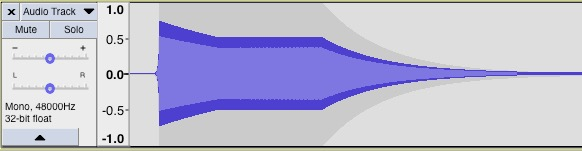 × Audio Track ▼
Mute Solo
- +
L R
Mono, 48000Hz
32-bit float
▲
1.0
0.5
0.0
-0.5
-1.0